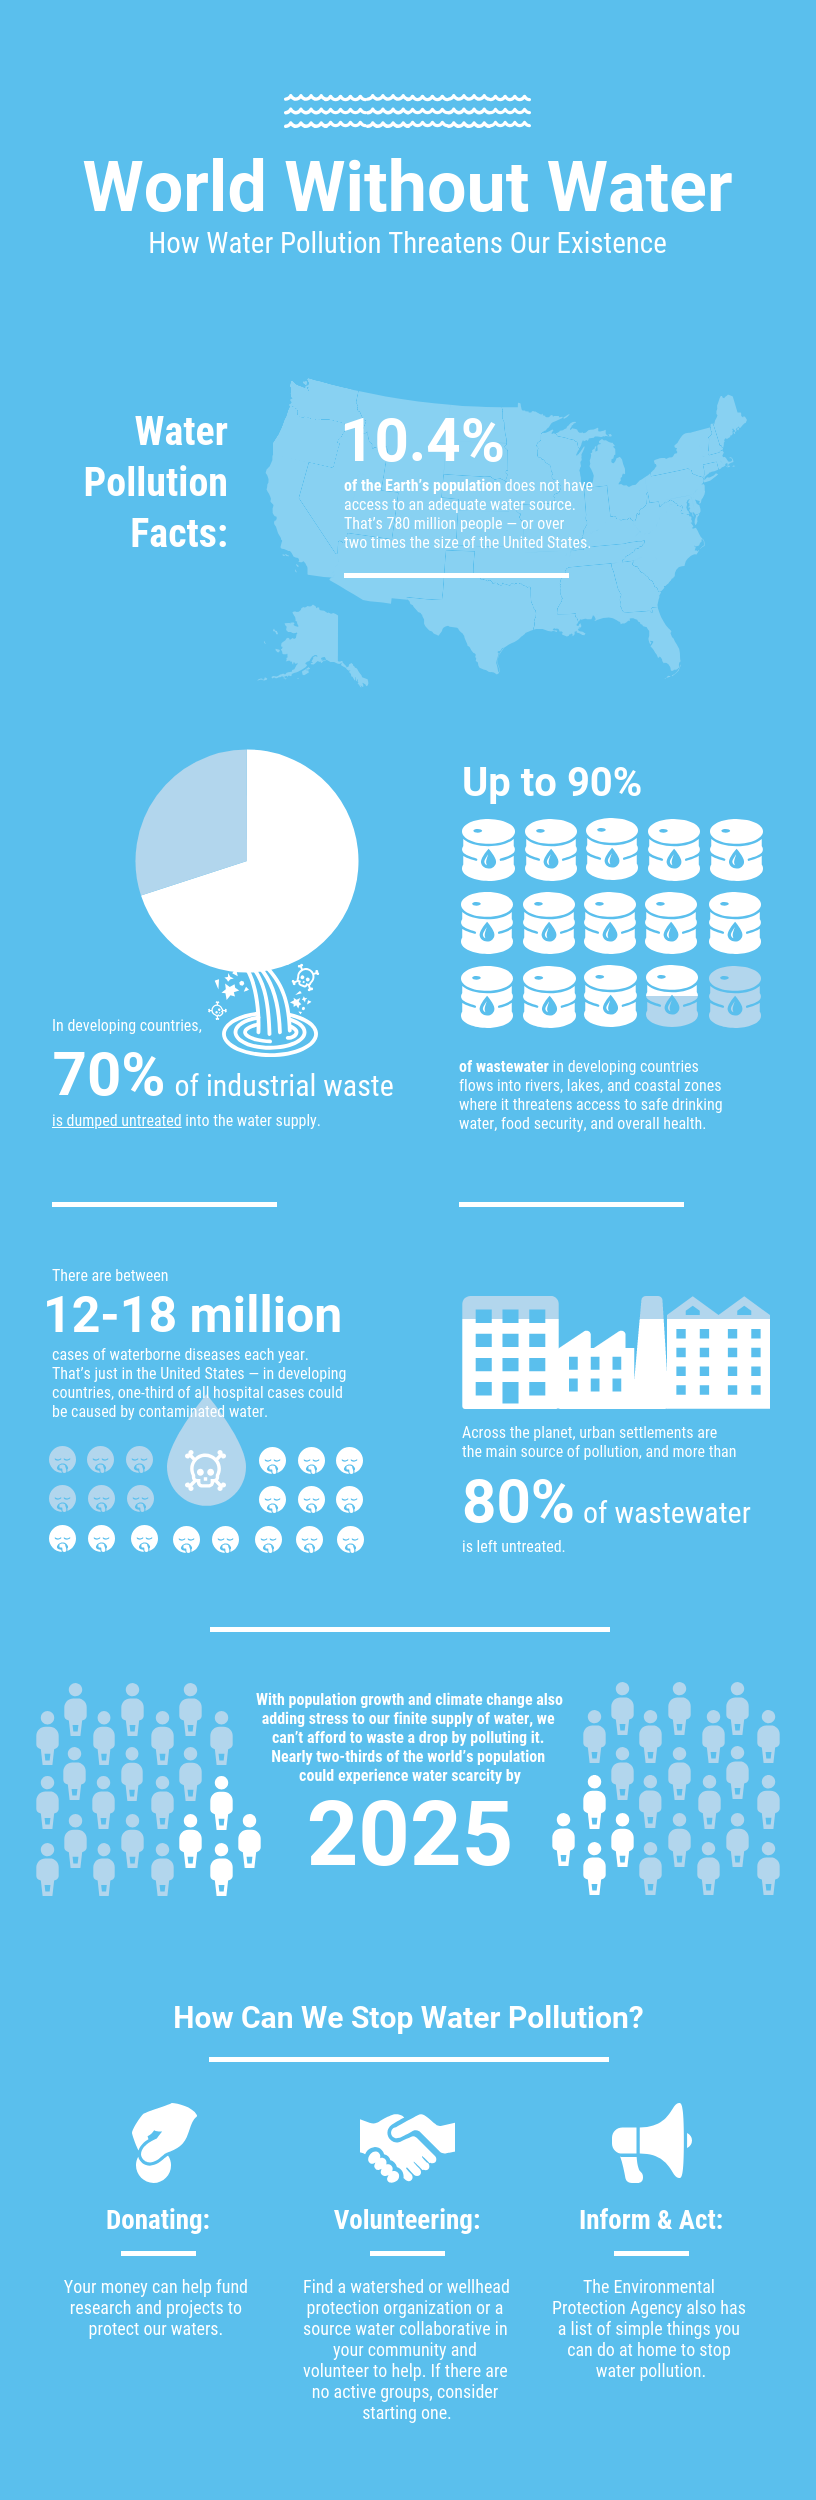 World Without Water
How Water Pollution Threatens Our Existence
Water
Pollution
Facts:
10.4%
of the Earth's population does not have
access to an adequate water source.
That's 780 million people — or over
two times the size of the United States.
In developing countries,
70% of industrial waste
is dumped untreated into the water supply.
Up to 90%
of wastewater in developing countries
flows into rivers, lakes, and coastal zones
where it threatens access to safe drinking
water, food security, and overall health.
There are between
12-18 million
cases of waterborne diseases each year.
That's just in the United States — in developing
countries, one-third of all hospital cases could
be caused by contaminated water.
Across the planet, urban settlements are
the main source of pollution, and more than
80% of wastewater
is left untreated.
With population growth and climate change also
adding stress to our finite supply of water, we
can't afford to waste a drop by polluting it.
Nearly two-thirds of the world's population
could experience water scarcity by
2025
How Can We Stop Water Pollution?
Donating:
Your money can help fund
research and projects to
protect our waters.
Volunteering:
Find a watershed or wellhead
protection organization or a
source water collaborative in
your community and
volunteer to help. If there are
no active groups, consider
starting one.
Inform & Act:
The Environmental
Protection Agency also has
a list of simple things you
can do at home to stop
water pollution.